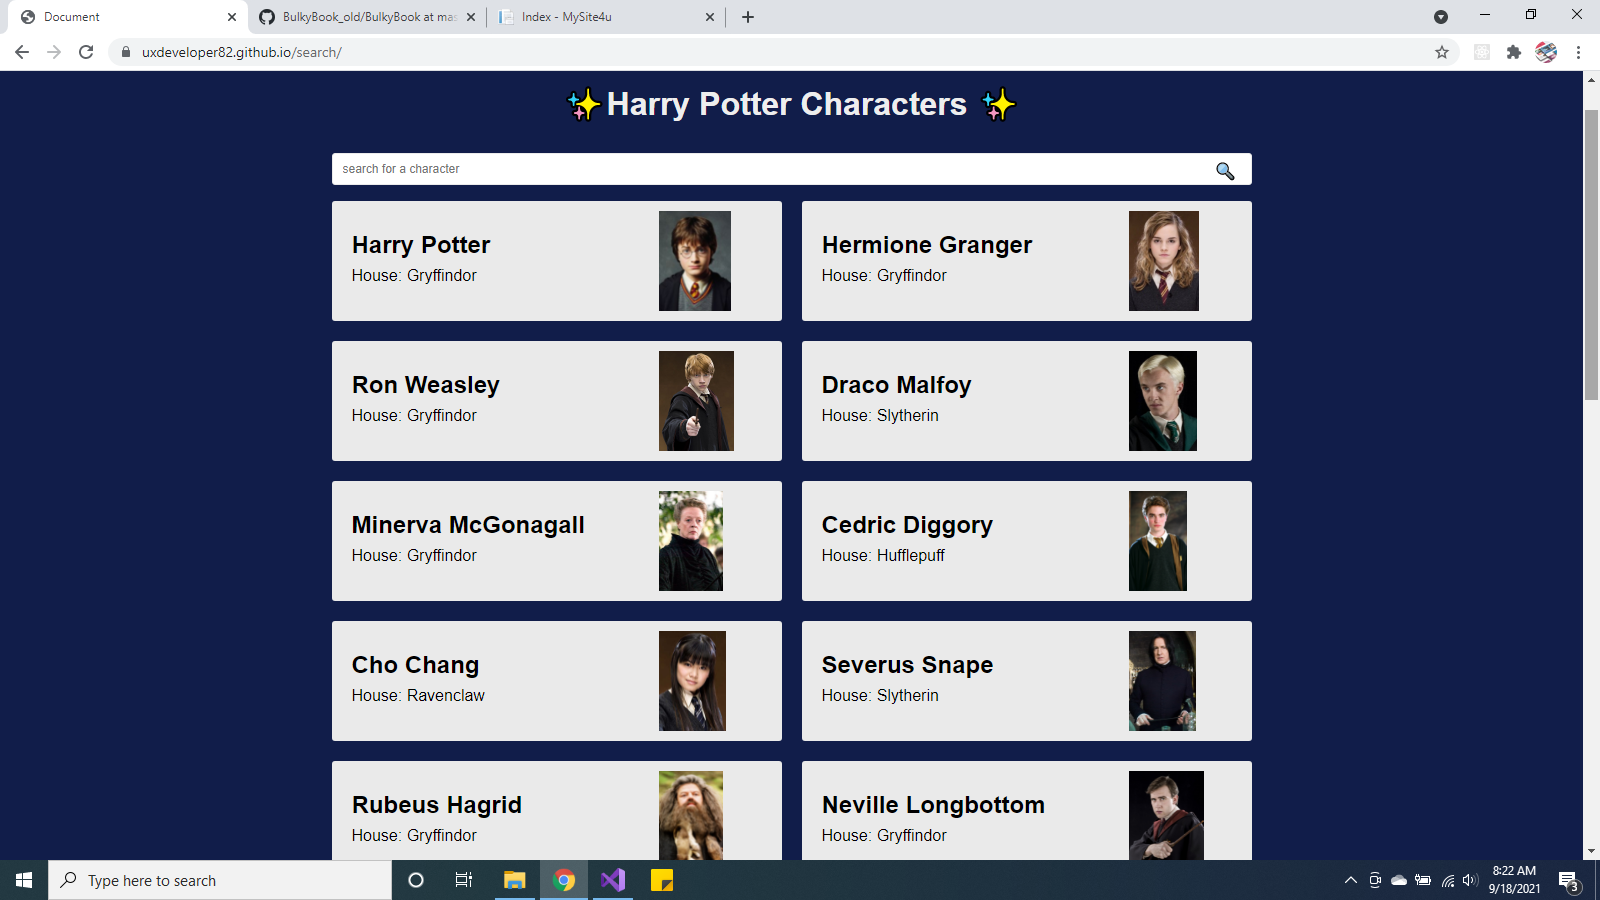 Document
BulkyBook_old/BulkyBook at mas
Index - MySite4u
uxdeveloper82.github.io/search/
Harry Potter Characters
search for a character
Harry Potter
House: Gryffindor
Hermione Granger
House: Gryffindor
Ron Weasley
House: Gryffindor
Draco Malfoy
House: Slytherin
Minerva McGonagall
House: Gryffindor
Cedric Diggory
House: Hufflepuff
Cho Chang
House: Ravenclaw
Severus Snape
House: Slytherin
Rubeus Hagrid
House: Gryffindor
Neville Longbottom
House: Gryffindor
Type here to search
8:22 AM
9/18/2021
3